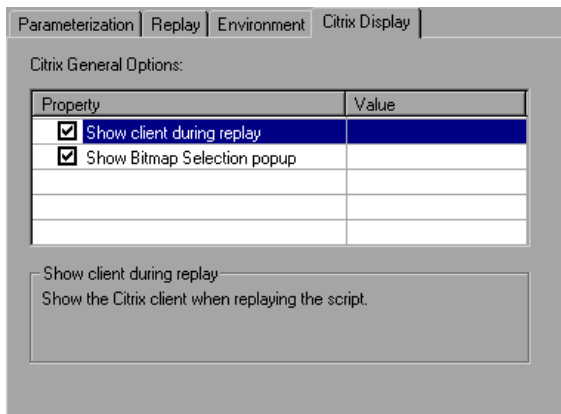 Parameterization Replay Environment Citrix Display
Citrix General Options:
Property Value
Show client during replay
Show Bitmap Selection popup
Show client during replay
Show the Citrix client when replaying the script.